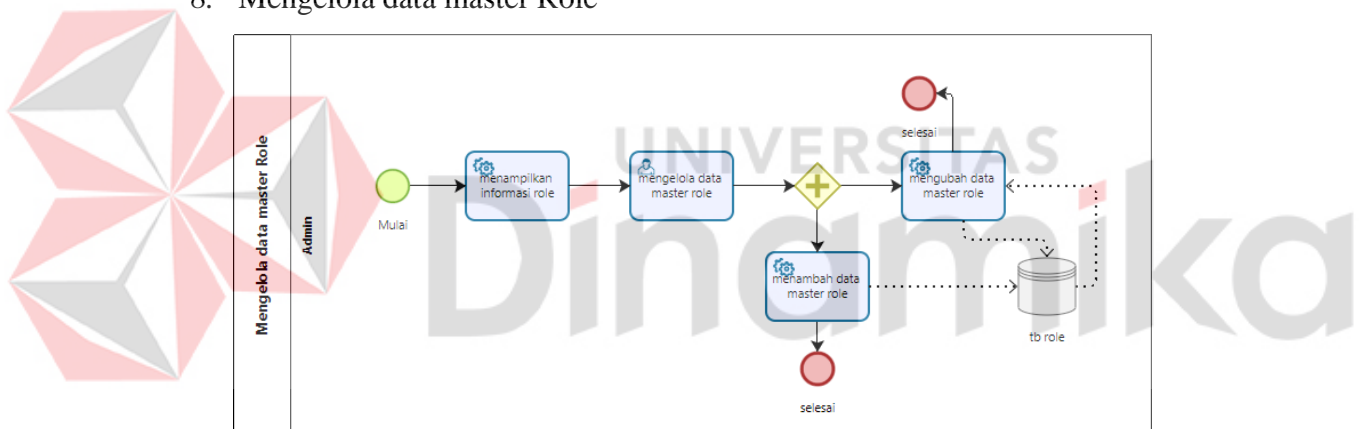 8. Mengelola data master Role
Mengelola data master Role
Admin
Mulai
menampilkan
informasi role
mengelola data
master role
mengubah data
master role
selesai
menambah data
master role
selesai
tb role
UNIVERSITAS
Dinamika